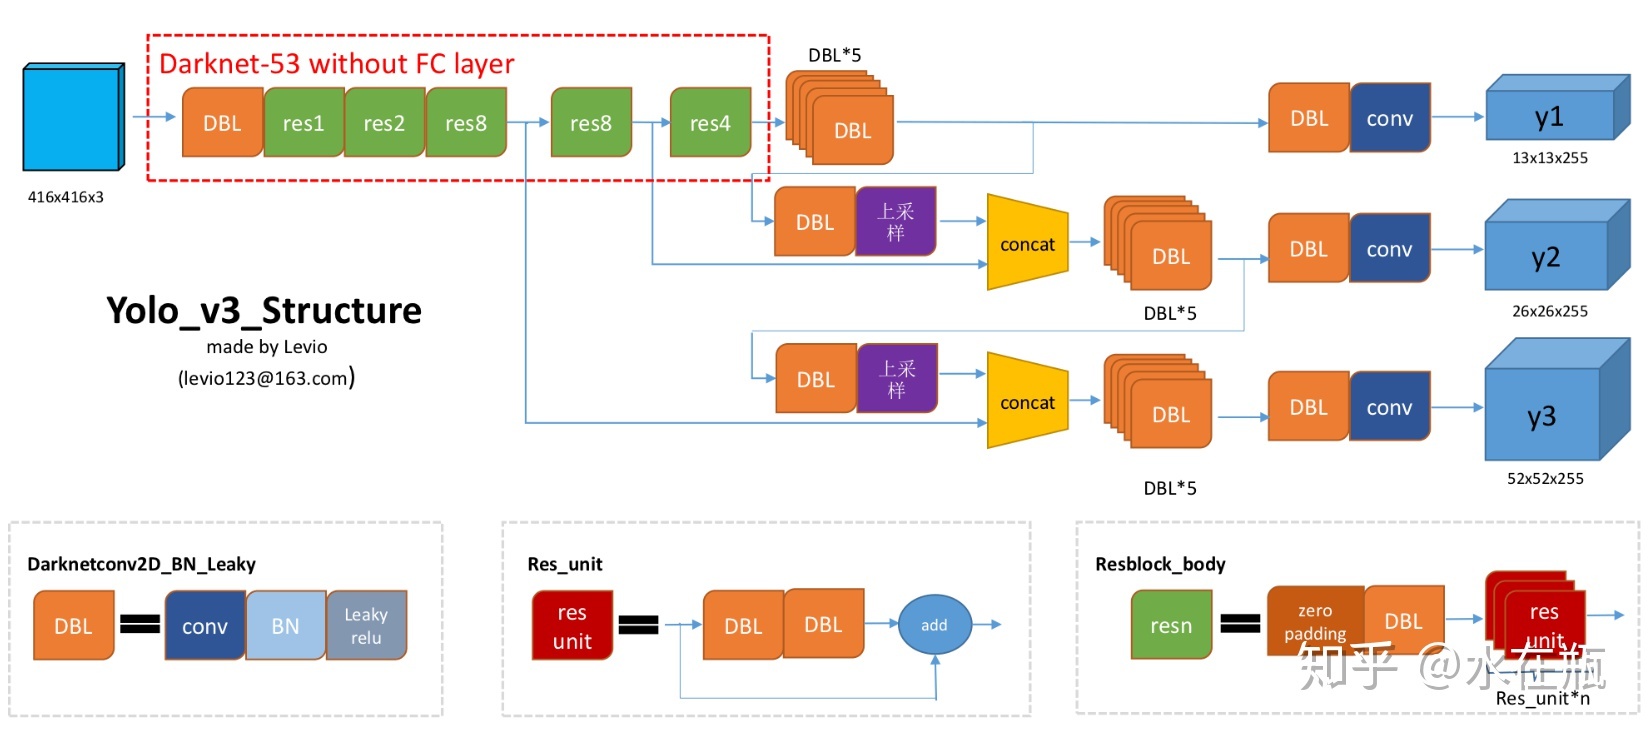 DBL*5
Darknet-53 without FC layer
DBL res1 res2 res8 res8 res4 DBL DBL conv y1
416x416x3
13x13x255
DBL 上采
样 concat DBL DBL conv y2
DBL*5
26x26x255
Yolo_v3_Structure
made by Levio
(levio123@163.com)
DBL 上采
样 concat DBL DBL conv y3
DBL*5
52x52x255
Darknetconv2D_BN_Leaky
DBL conv BN Leaky
relu
Res_unit
res
unit DBL DBL add
Resblock_body
resn zero
padding DBL res
unit
Res_unit*n
知乎 @水在瓶